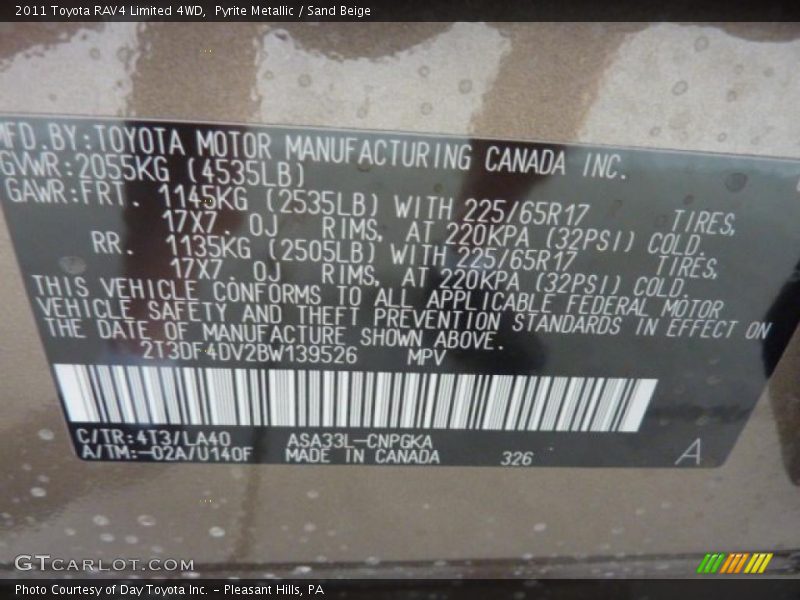 2011 Toyota RAV4 Limited 4WD, Pyrite Metallic / Sand Beige
MFD.BY:TOYOTA MOTOR MANUFACTURING CANADA INC.
GVWR:2055KG (4535LB)
GAWR:FRT. 1145KG (2535LB) WITH 225/65R17 TIRES,
17X7. OJ RIMS, AT 220KPA (32PSI) COLD.
RR. 1135KG (2505LB) WITH 225/65R17 TIRES,
17X7. OJ RIMS, AT 220KPA (32PSI) COLD.
THIS VEHICLE CONFORMS TO ALL APPLICABLE FEDERAL MOTOR
VEHICLE SAFETY AND THEFT PREVENTION STANDARDS IN EFFECT ON
THE DATE OF MANUFACTURE SHOWN ABOVE.
2T3DF4DV2BW139526 MPV
C/TR:4T3/LA40 ASA33L-CNPGKA
A/TM:-02A/U140F MADE IN CANADA 326 A
GTCARLOT.COM
Photo Courtesy of Day Toyota Inc. - Pleasant Hills, PA